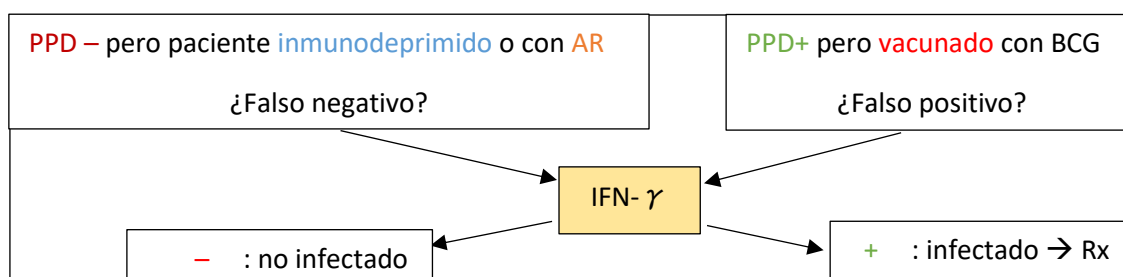 PPD – pero paciente inmunodeprimido o con AR
¿Falso negativo?
PPD+ pero vacunado con BCG
¿Falso positivo?
IFN- γ
– : no infectado
+ : infectado → Rx